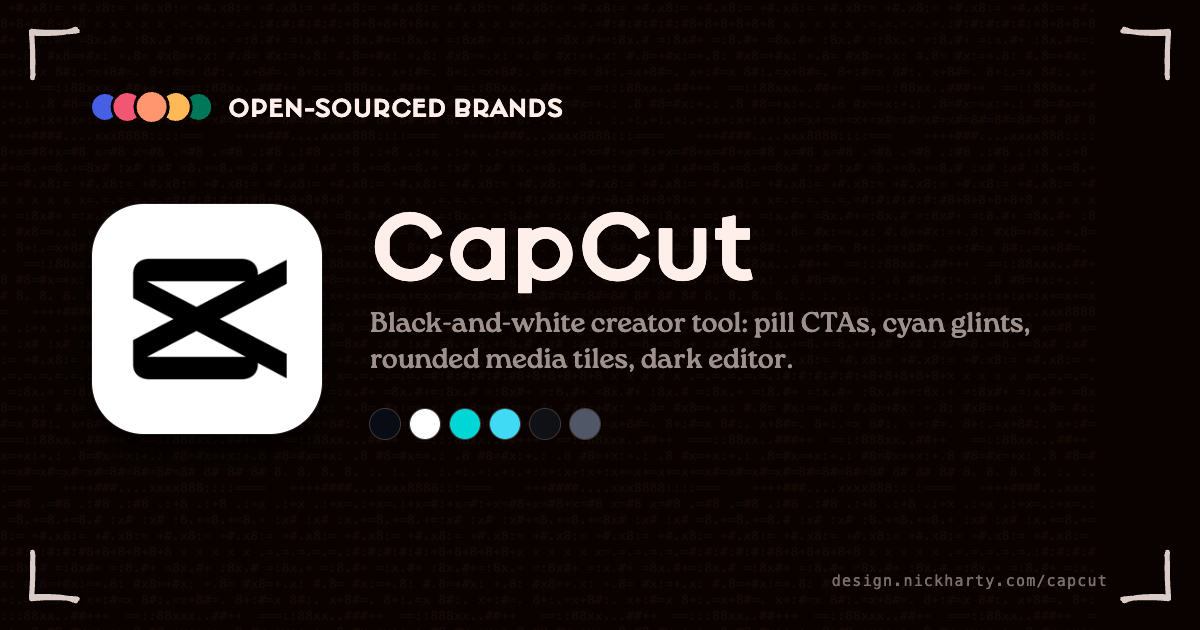 OPEN-SOURCED BRANDS
CapCut
Black-and-white creator tool: pill CTAs, cyan glints,
rounded media tiles, dark editor.
design.nickharty.com/capcut